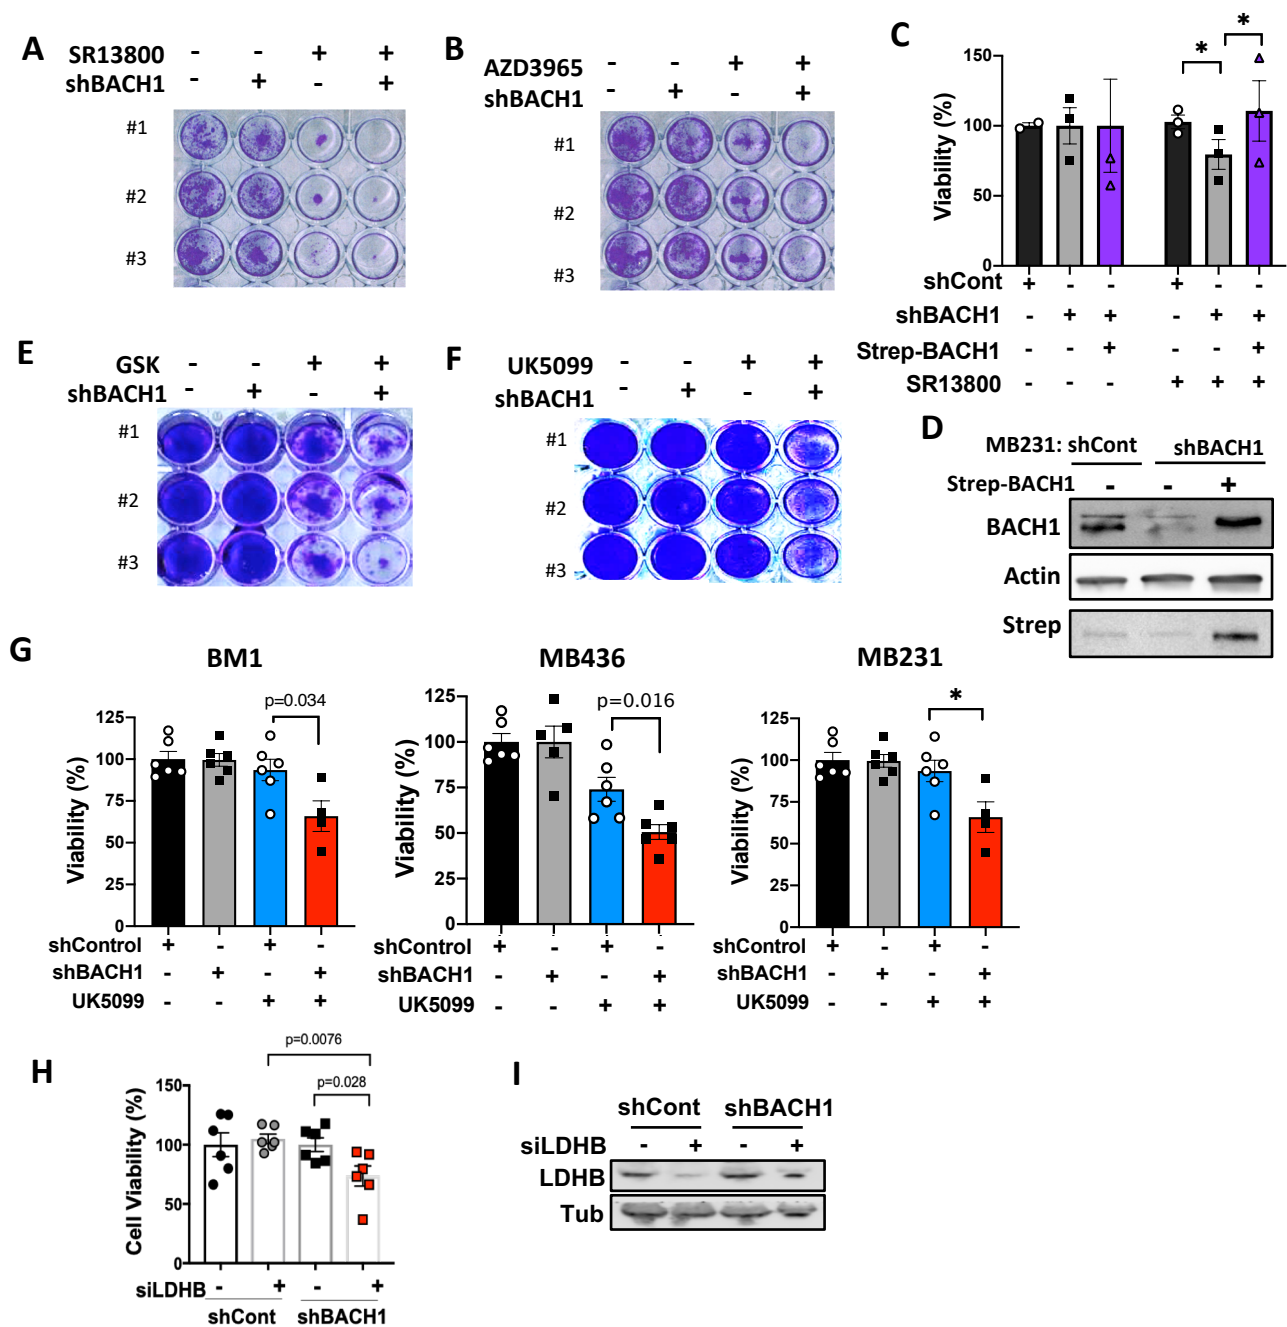 A
SR13800 - - + +
shBACH1 - + - +
#1
#2
#3
B
AZD3965 - - + +
shBACH1 - + - +
#1
#2
#3
C
Viability (%)
150
100
50
0
* *
shCont + - - + - -
shBACH1 - + + - + +
Strep-BACH1 - - + - - +
SR13800 - - - + + +
D
MB231: shCont shBACH1
Strep-BACH1 - - +
BACH1
Actin
Strep
E
GSK - - + +
shBACH1 - + - +
#1
#2
#3
F
UK5099 - - + +
shBACH1 - + - +
#1
#2
#3
G
BM1
Viability (%)
125
100
75
50
25
0
p=0.034
shControl + - + -
shBACH1 - + - +
UK5099 - - + +
MB436
Viability (%)
125
100
75
50
25
0
p=0.016
+ - + -
shBACH1 - + - +
UK5099 - - + +
MB231
Viability (%)
125
100
75
50
25
0
*
shControl + - + -
shBACH1 - + - +
UK5099 - - + +
H
Cell Viability (%)
150
100
50
0
p=0.0076
p=0.028
siLDHB - + - +
shCont shBACH1
I
shCont shBACH1
siLDHB - + - +
LDHB
Tub